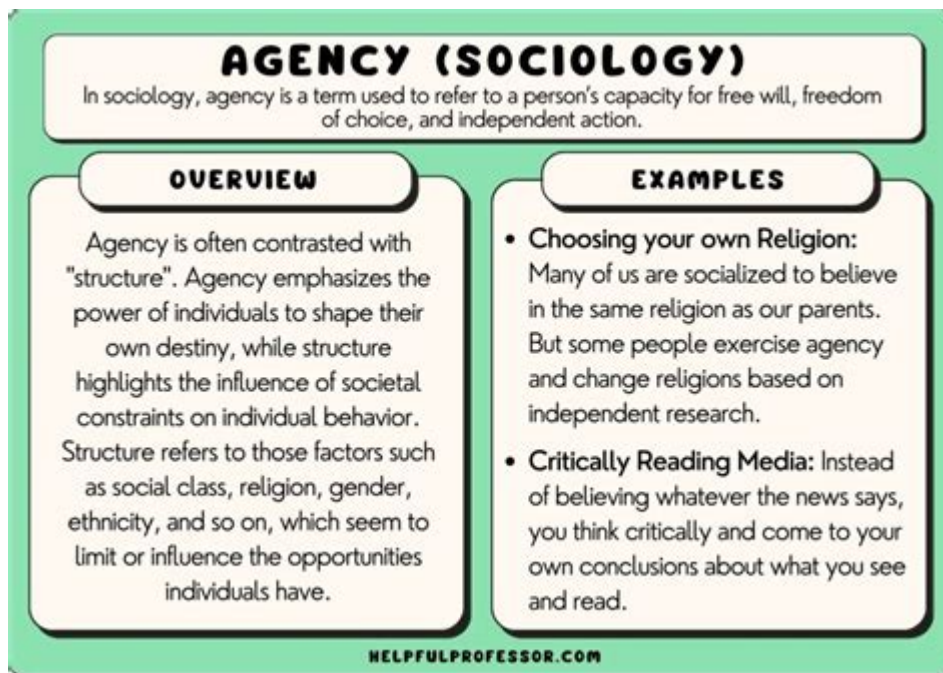 AGENCY (SOCIOLOGY)
In sociology, agency is a term used to refer to a person's capacity for free will, freedom
of choice, and independent action.
OVERVIEW
Agency is often contrasted with
"structure". Agency emphasizes the
power of individuals to shape their
own destiny, while structure
highlights the influence of societal
constraints on individual behavior.
Structure refers to those factors such
as social class, religion, gender,
ethnicity, and so on, which seem to
limit or influence the opportunities
individuals have.
EXAMPLES
• Choosing your own Religion:
Many of us are socialized to believe
in the same religion as our parents.
But some people exercise agency
and change religions based on
independent research.
• Critically Reading Media: Instead
of believing whatever the news says,
you think critically and come to your
own conclusions about what you see
and read.
HELPFULPROFESSOR.COM